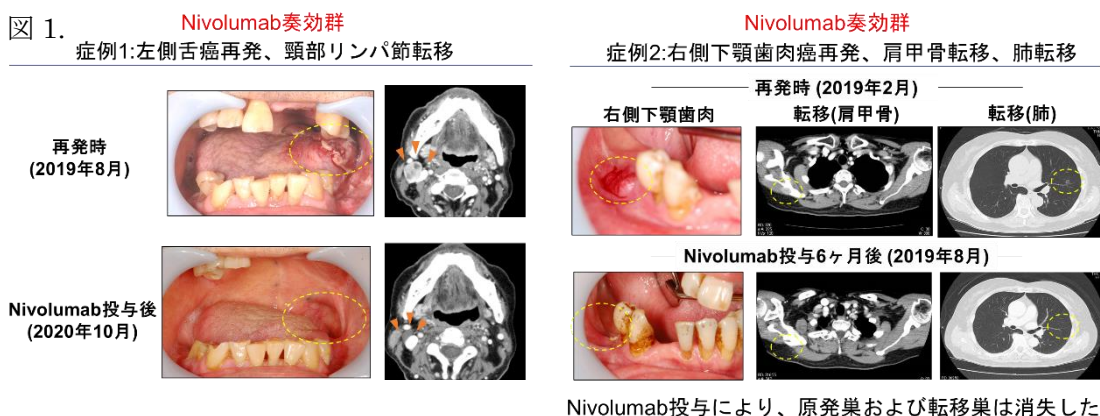 図 1.
Nivolumab奏効群
症例1:左側舌癌再発、頸部リンパ節転移
再発時
(2019年8月)
Nivolumab投与後
(2020年10月)
Nivolumab奏効群
症例2:右側下顎歯肉癌再発、肩甲骨転移、肺転移
再発時 (2019年2月)
右側下顎歯肉
転移(肩甲骨)
転移(肺)
Nivolumab投与6ヶ月後 (2019年8月)
Nivolumab投与により、原発巣および転移巣は消失した